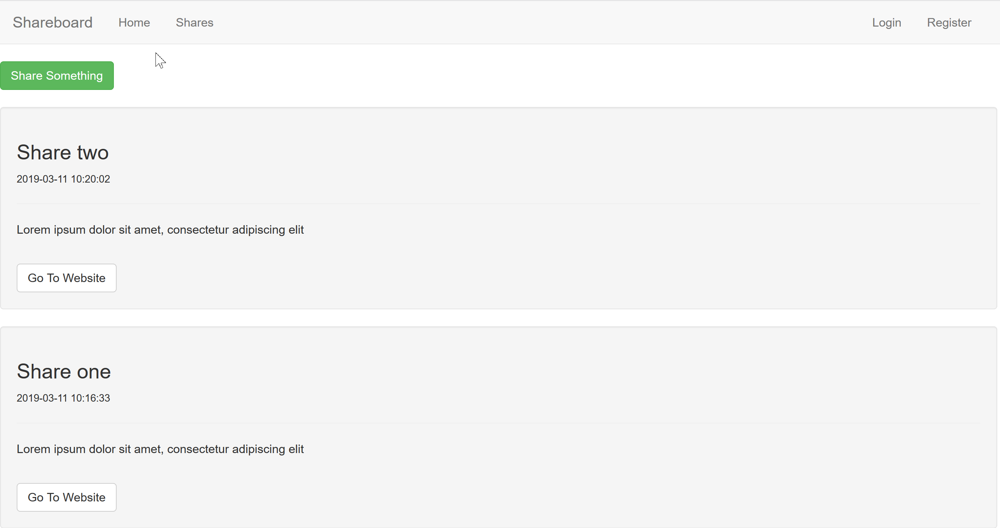 Shareboard Home Shares Login Register
Share Something
Share two
2019-03-11 10:20:02
Lorem ipsum dolor sit amet, consectetur adipiscing elit
Go To Website
Share one
2019-03-11 10:16:33
Lorem ipsum dolor sit amet, consectetur adipiscing elit
Go To Website